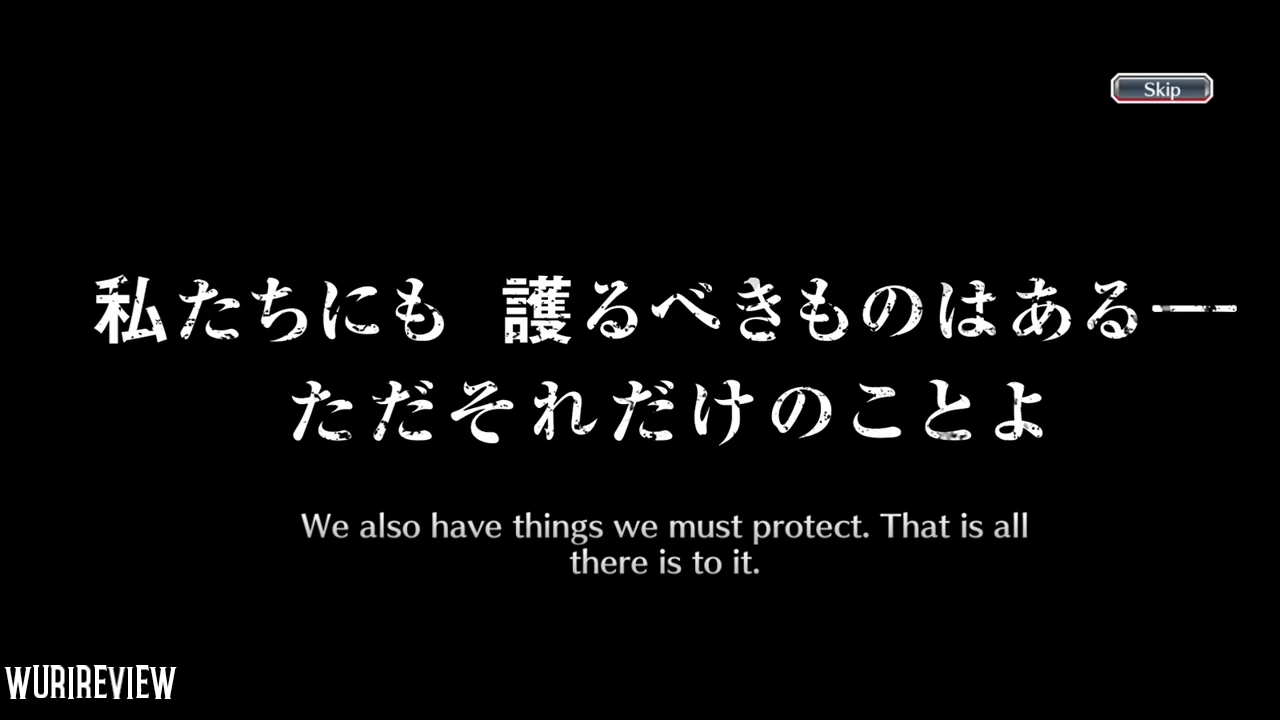 Skip
私たちにも 護るべきものはある―
ただそれだけのことよ
We also have things we must protect. That is all
there is to it.
WURIREVIEW